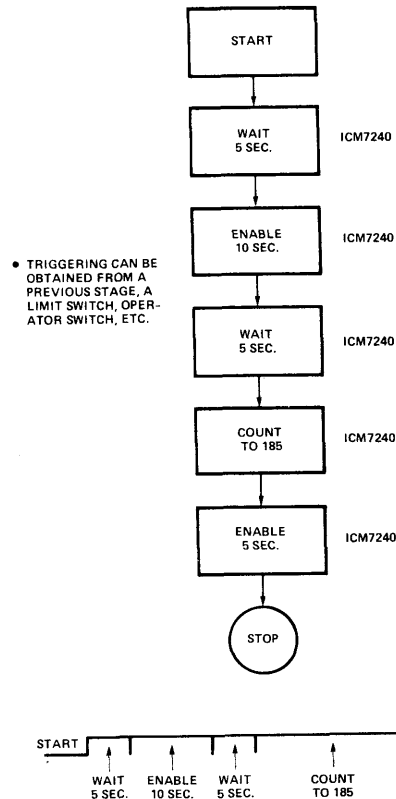 START
WAIT
5 SEC.
ICM7240
ENABLE
10 SEC.
ICM7240
• TRIGGERING CAN BE
OBTAINED FROM A
PREVIOUS STAGE, A
LIMIT SWITCH, OPER-
ATOR SWITCH, ETC.
WAIT
5 SEC.
ICM7240
COUNT
TO 185
ICM7240
ENABLE
5 SEC.
ICM7240
STOP
START
WAIT
5 SEC.
ENABLE
10 SEC.
WAIT
5 SEC.
COUNT
TO 185